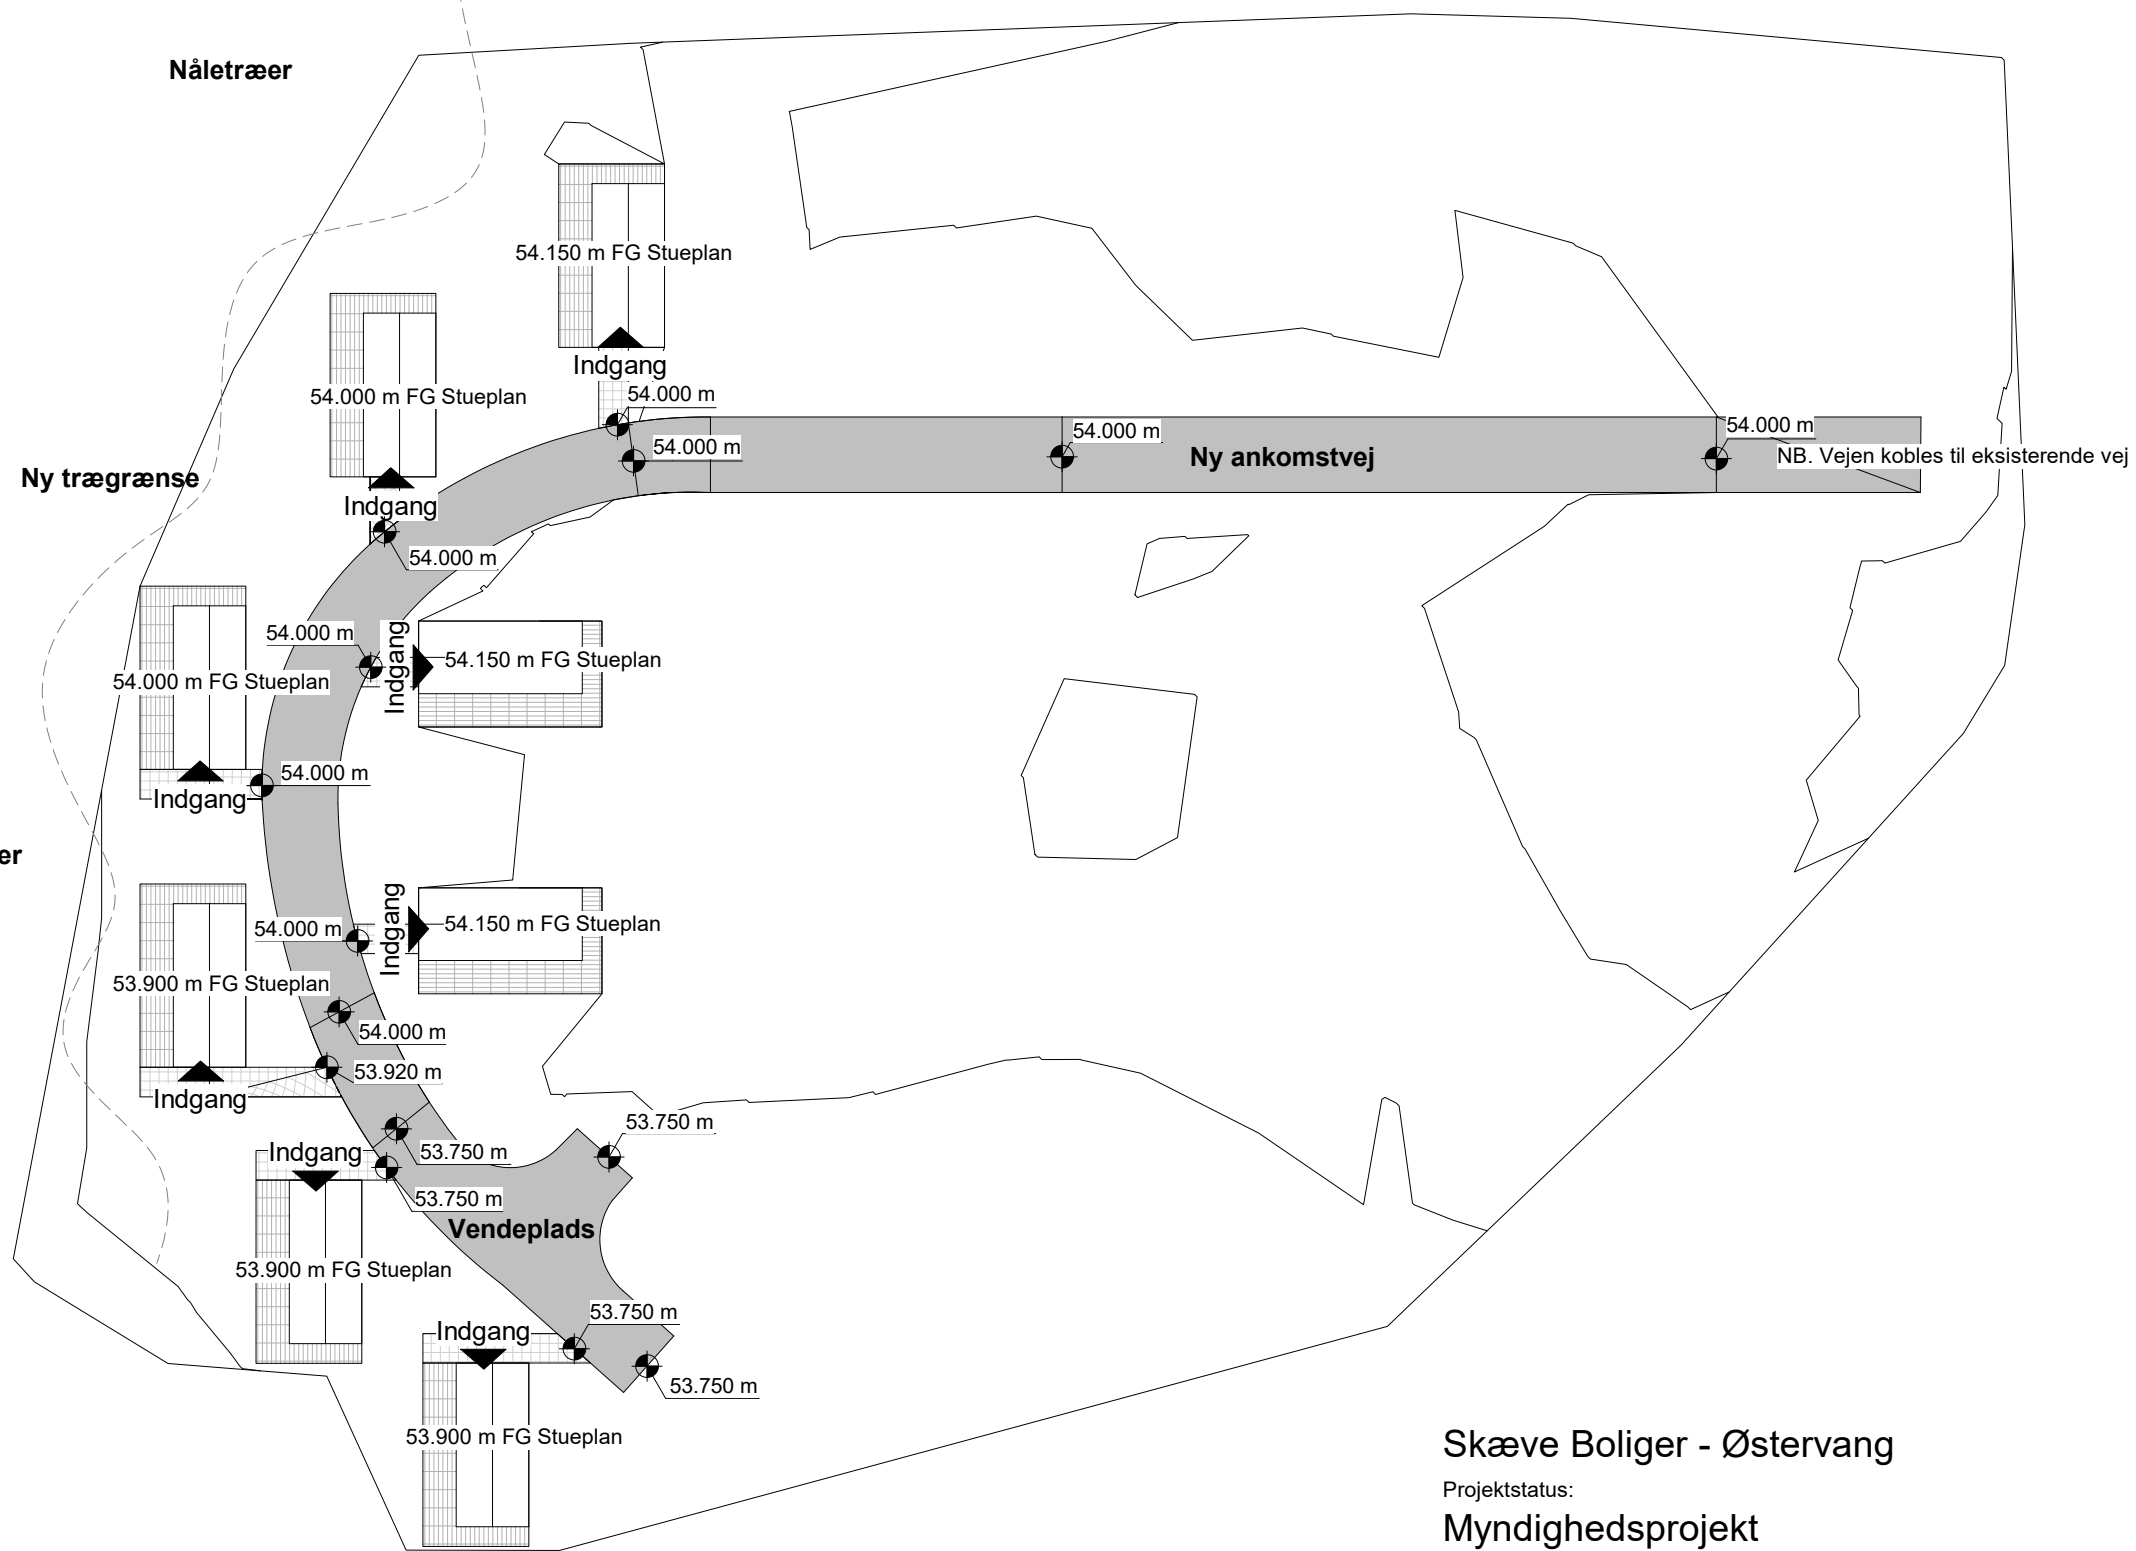 Nåletræer
54.150 m FG Stueplan
Indgang
54.000 m
54.000 m FG Stueplan
54.000 m
54.000 m
54.000 m
Ny ankomstvej
NB. Vejen kobles til eksisterende vej
Ny trægrænse
Indgang
54.000 m
54.000 m
Indgang
54.150 m FG Stueplan
54.000 m FG Stueplan
54.000 m
Indgang
er
54.000 m
Indgang
54.150 m FG Stueplan
53.900 m FG Stueplan
54.000 m
53.920 m
Indgang
53.750 m
53.750 m
Indgang
53.750 m
Vendeplads
53.900 m FG Stueplan
53.750 m
Indgang
53.750 m
53.900 m FG Stueplan
Skæve Boliger - Østervang
Projektstatus:
Myndighedsprojekt